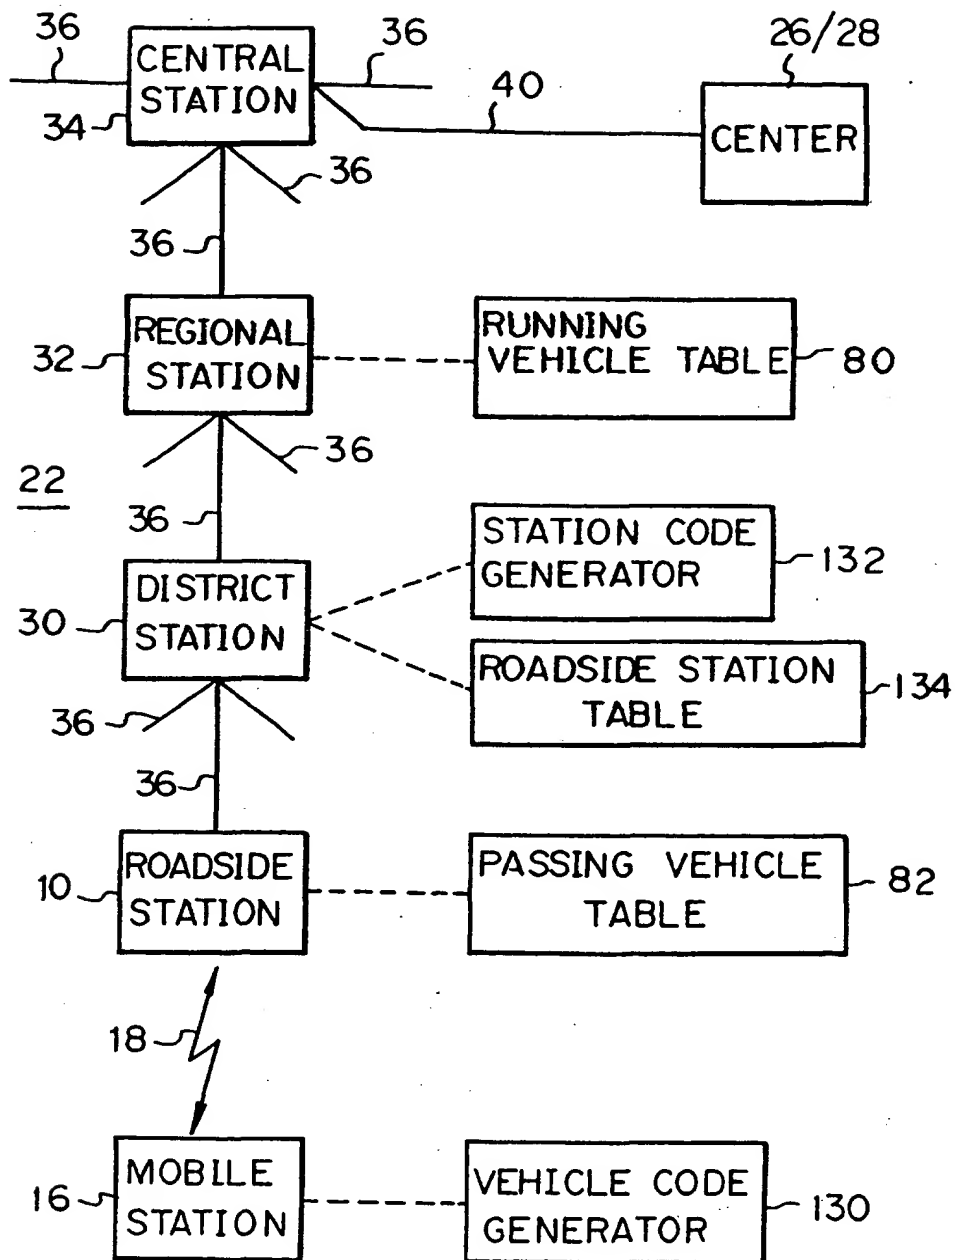 36
CENTRAL
STATION
36
26/28
34
40
CENTER
36
36
REGIONAL
STATION
32
RUNNING
VEHICLE TABLE
80
36
22
36
DISTRICT
STATION
30
STATION CODE
GENERATOR
132
ROADSIDE STATION
TABLE
134
36
36
ROADSIDE
STATION
10
PASSING VEHICLE
TABLE
82
18
MOBILE
STATION
16
VEHICLE CODE
GENERATOR
130